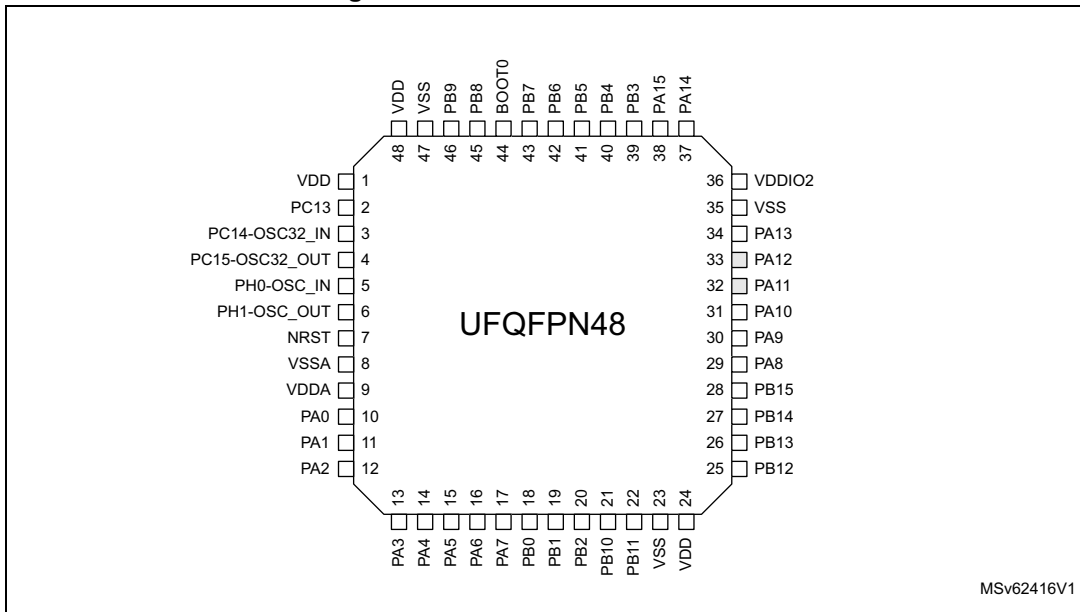 VDD
VSS
PB9
PB8
BOOT0
PB7
PB6
PB5
PB4
PB3
PA15
PA14
48
47
46
45
44
43
42
41
40
39
38
37
VDD 1
PC13 2
PC14-OSC32_IN 3
PC15-OSC32_OUT 4
PH0-OSC_IN 5
PH1-OSC_OUT 6
NRST 7
VSSA 8
VDDA 9
PA0 10
PA1 11
PA2 12
UFQFPN48
36 VDDIO2
35 VSS
34 PA13
33 PA12
32 PA11
31 PA10
30 PA9
29 PA8
28 PB15
27 PB14
26 PB13
25 PB12
13
14
15
16
17
18
19
20
21
22
23
24
PA3
PA4
PA5
PA6
PA7
PB0
PB1
PB2
PB10
PB11
VSS
VDD
MSv62416V1